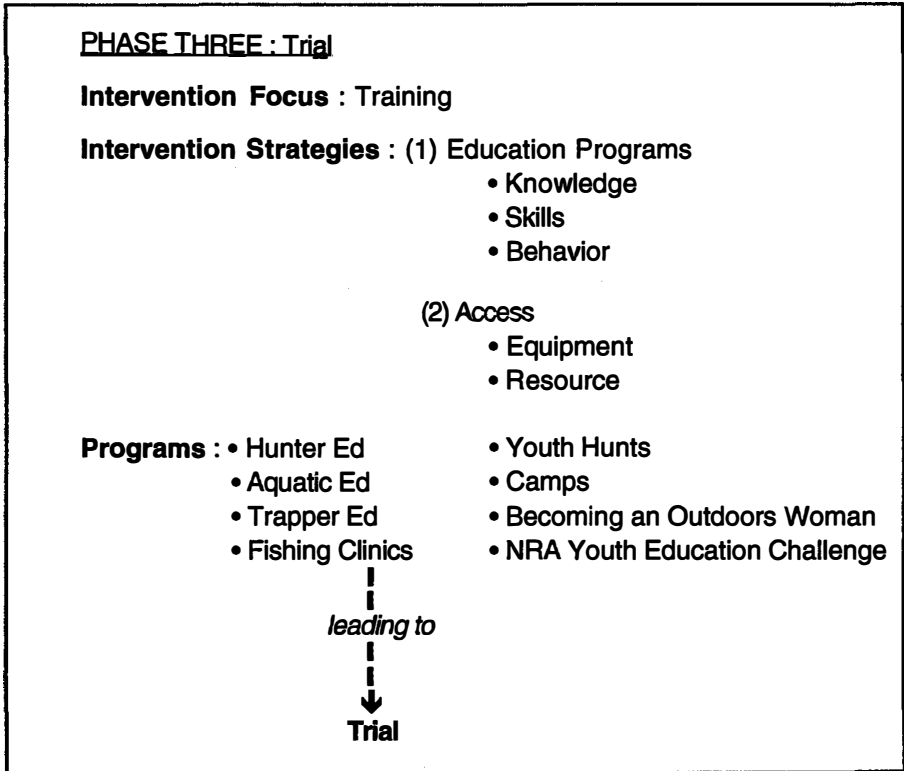 PHASE THREE : Trial
Intervention Focus : Training
Intervention Strategies : (1) Education Programs
• Knowledge
• Skills
• Behavior
(2) Access
• Equipment
• Resource
Programs : • Hunter Ed • Youth Hunts
• Aquatic Ed • Camps
• Trapper Ed • Becoming an Outdoors Woman
• Fishing Clinics • NRA Youth Education Challenge
leading to
Trial